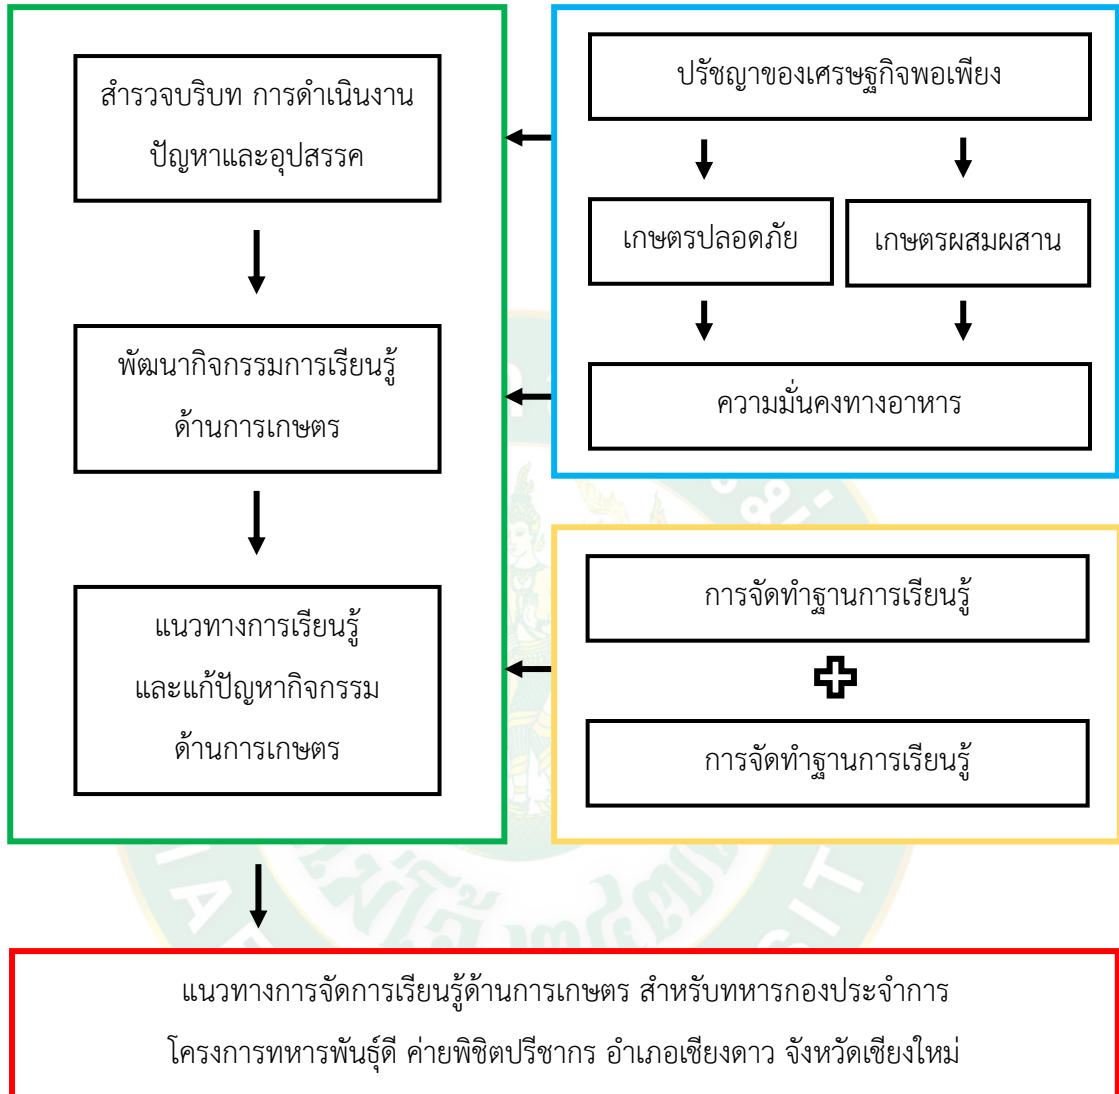 สำรวจบริบท การดำเนินงาน
ปัญหาและอุปสรรค
พัฒนากิจกรรมการเรียนรู้
ด้านการเกษตร
แนวทางการเรียนรู้
และแก้ปัญหากิจกรรม
ด้านการเกษตร
ปรัชญาของเศรษฐกิจพอเพียง
เกษตรปลอดภัย
เกษตรผสมผสาน
ความมั่นคงทางอาหาร
การจัดทำฐานการเรียนรู้
การจัดทำฐานการเรียนรู้
แนวทางการจัดการเรียนรู้ด้านการเกษตร สำหรับทหารกองประจำการ
โครงการทหารพันธุ์ดี ค่ายพิชิตปรีชากร อำเภอเชียงดาว จังหวัดเชียงใหม่